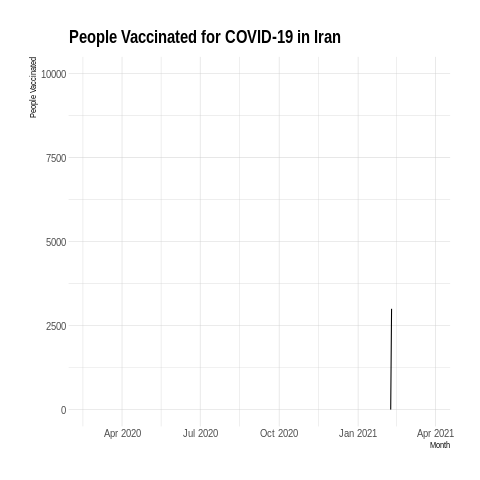 People Vaccinated for COVID-19 in Iran
People Vaccinated
10000
7500
5000
2500
0
Apr 2020 Jul 2020 Oct 2020 Jan 2021 Apr 2021
Month